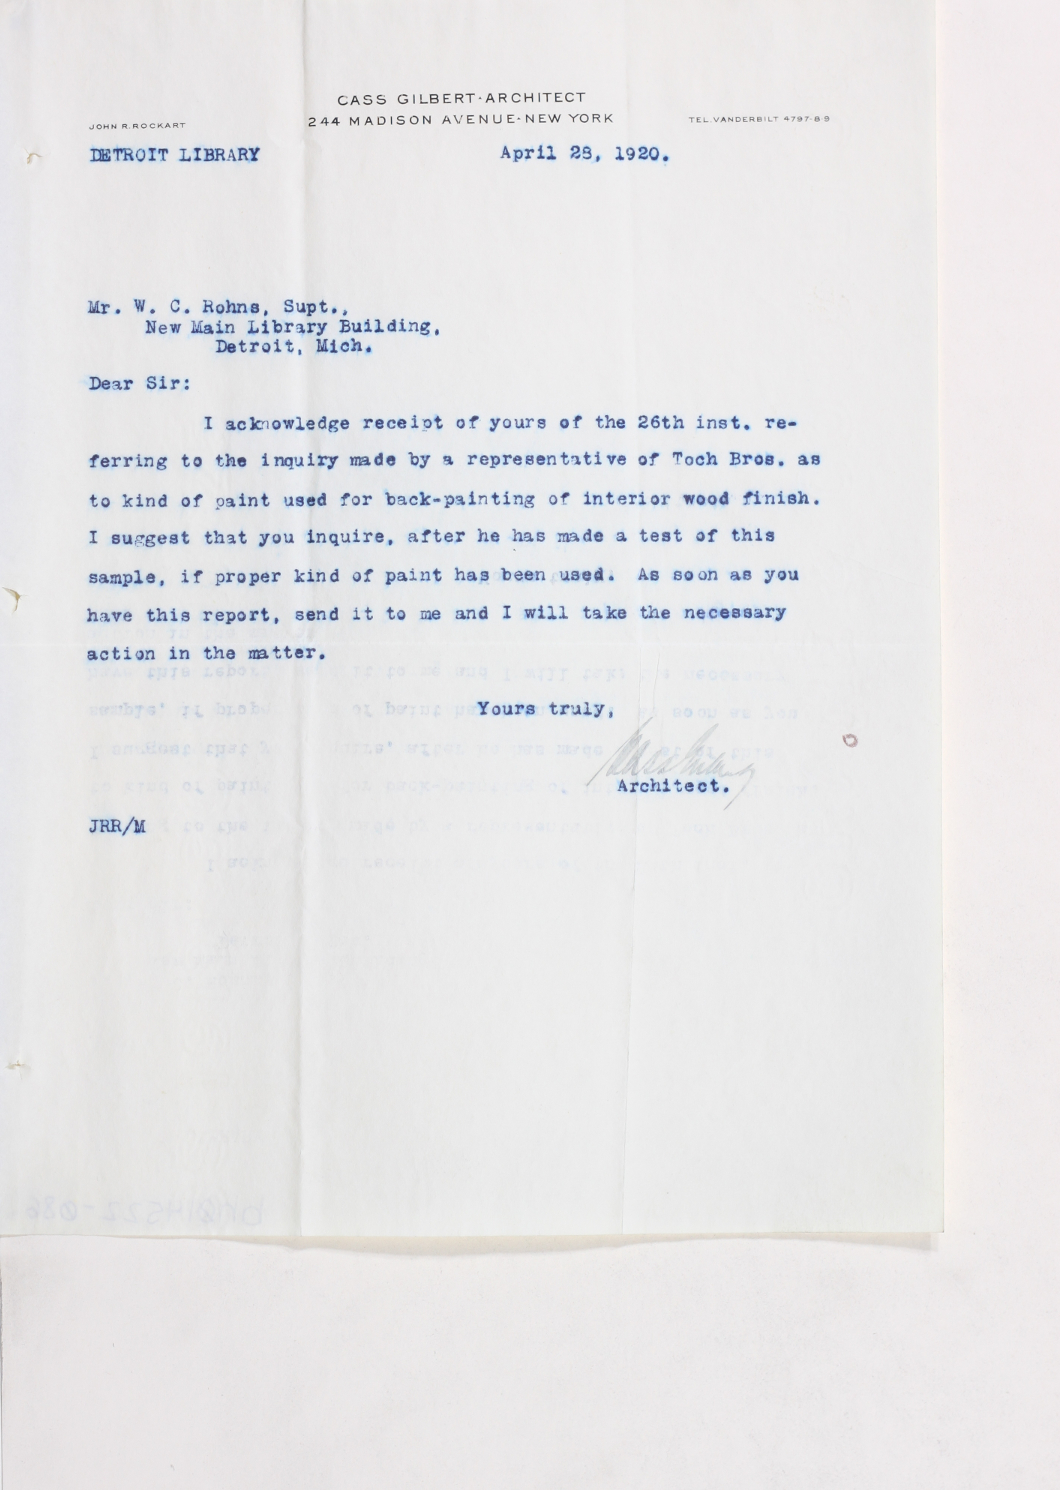 CASS GILBERT·ARCHITECT
244 MADISON AVENUE·NEW YORK
JOHN R. ROCKART
TEL. VANDERBILT 4797-8-9
DETROIT LIBRARY
April 28, 1920.
Mr. W. C. Rohns, Supt.,
New Main Library Building,
Detroit, Mich.
Dear Sir:
I acknowledge receipt of yours of the 26th inst. re-
ferring to the inquiry made by a representative of Toch Bros. as
to kind of paint used for back-painting of interior wood finish.
I suggest that you inquire, after he has made a test of this
sample, if proper kind of paint has been used. As soon as you
have this report, send it to me and I will take the necessary
action in the matter.
Yours truly,
Cass Gilbert
Architect.
JRR/M